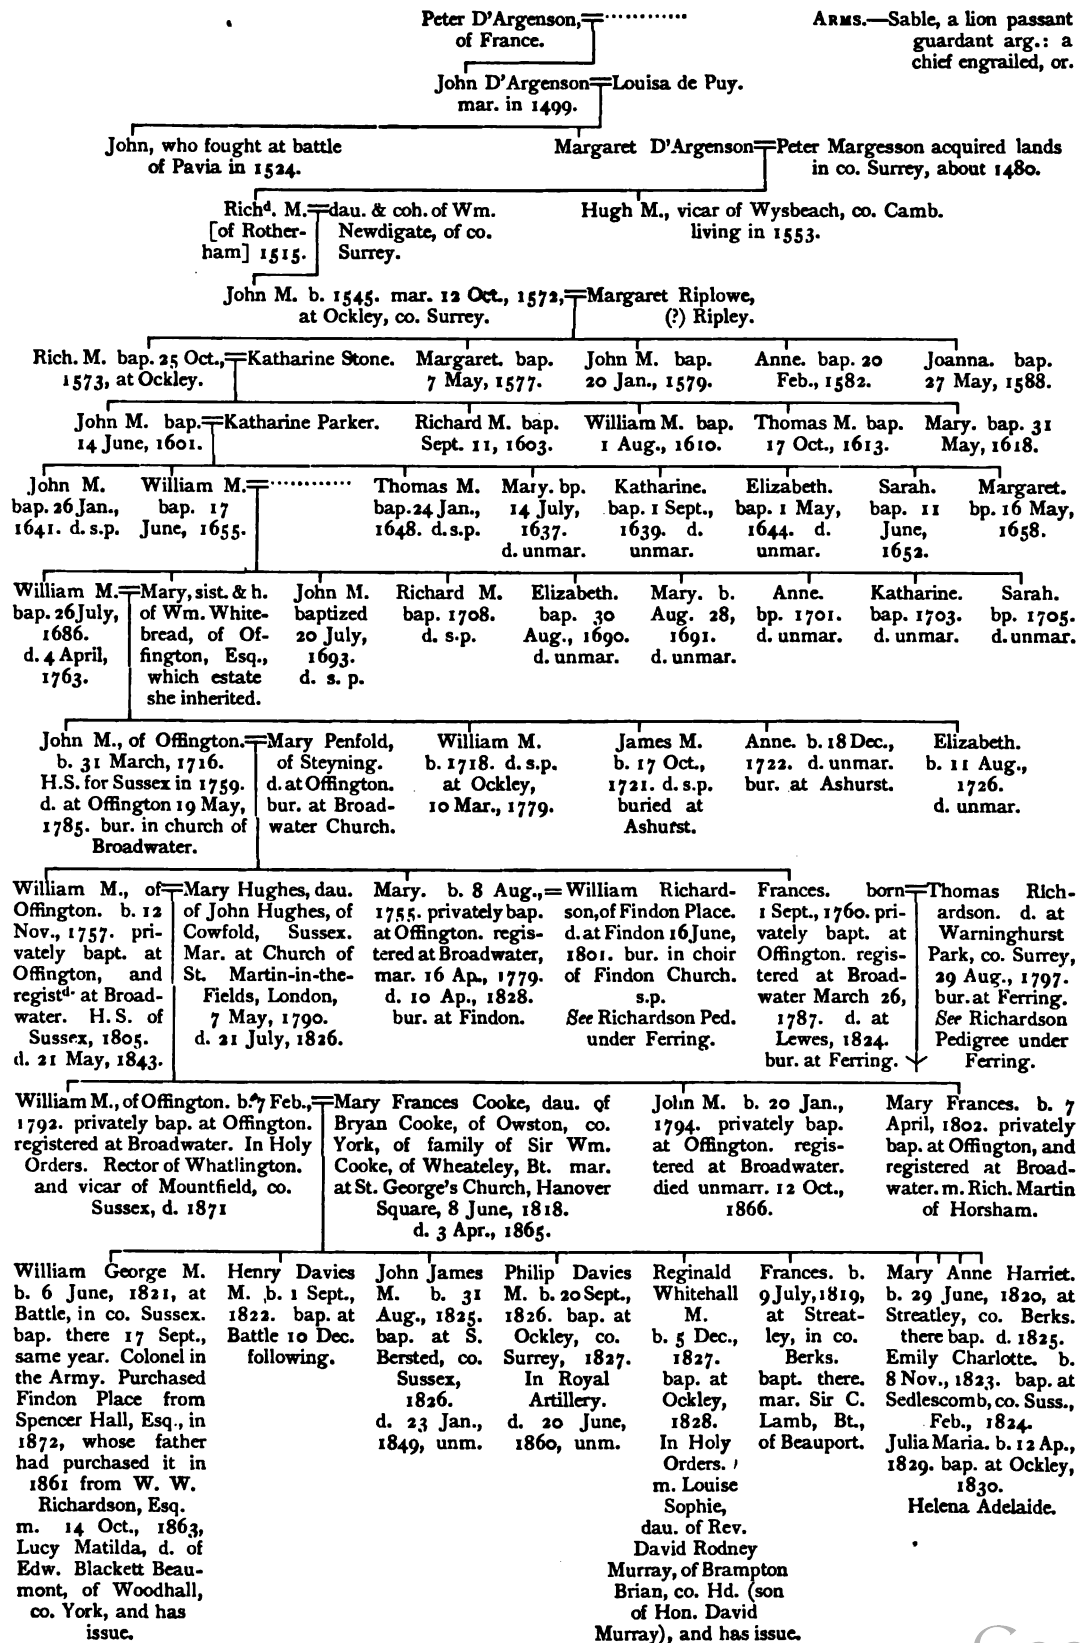 Peter D'Argenson,
of France.
ARMS.—Sable, a lion passant
guardant arg.: a
chief engrailed, or.
John D'Argenson
mar. in 1499.
Louisa de Puy.
John, who fought at battle
of Pavia in 1524.
Margaret D'Argenson
Peter Margesson acquired lands
in co. Surrey, about 1480.
Richd. M.
[of Rother-
ham] 1515.
dau. & coh. of Wm.
Newdigate, of co.
Surrey.
Hugh M., vicar of Wysbeach, co. Camb.
living in 1553.
John M. b. 1545. mar. 12 Oct., 1572,
at Ockley, co. Surrey.
Margaret Riplowe,
(?) Ripley.
Rich. M. bap. 25 Oct.,
1573, at Ockley.
Katharine Stone.
Margaret. bap.
7 May, 1577.
John M. bap.
20 Jan., 1579.
Anne. bap. 20
Feb., 1582.
Joanna. bap.
27 May, 1588.
John M. bap.
14 June, 1601.
Katharine Parker.
Richard M. bap.
Sept. 11, 1603.
William M. bap.
1 Aug., 1610.
Thomas M. bap.
17 Oct., 1613.
Mary. bap. 31
May, 1618.
John M.
bap. 26 Jan.,
1641. d. s.p.
William M.
bap. 17
June, 1655.
Thomas M.
bap. 24 Jan.,
1648. d.s.p.
Mary. bp.
14 July,
1637.
d. unmar.
Katharine.
bap. 1 Sept.,
1639. d.
unmar.
Elizabeth.
bap. 1 May,
1644. d.
unmar.
Sarah.
bap. 11
June,
1652.
Margaret.
bp. 16 May,
1658.
William M.
bap. 26 July,
1686.
d. 4 April,
1763.
Mary, sist. & h.
of Wm. White-
bread, of Of-
fington, Esq.,
which estate
she inherited.
John M.
baptized
20 July,
1693.
d. s. p.
Richard M.
bap. 1708.
d. s.p.
Elizabeth.
bap. 30
Aug., 1690.
d. unmar.
Mary. b.
Aug. 28,
1691.
d. unmar.
Anne.
bp. 1701.
d. unmar.
Katharine.
bap. 1703.
d. unmar.
Sarah.
bp. 1705.
d. unmar.
John M., of Offington.
b. 31 March, 1716.
H.S. for Sussex in 1759.
d. at Offington 19 May,
1785. bur. in church of
Broadwater.
Mary Penfold,
of Steyning.
d. at Offington.
bur. at Broad-
water Church.
William M.
b. 1718. d. s.p.
at Ockley,
10 Mar., 1779.
James M.
b. 17 Oct.,
1721. d. s.p.
buried at
Ashurst.
Anne. b. 18 Dec.,
1722. d. unmar.
bur. at Ashurst.
Elizabeth.
b. 11 Aug.,
1726.
d. unmar.
William M., of
Offington. b. 12
Nov., 1757. pri-
vately bapt. at
Offington, and
registd. at Broad-
water. H.S. of
Sussex, 1805.
d. 21 May, 1843.
Mary Hughes, dau.
of John Hughes, of
Cowfold, Sussex.
Mar. at Church of
St. Martin-in-the-
Fields, London,
7 May, 1790.
d. 21 July, 1826.
Mary. b. 8 Aug.,
1755. privately bap.
at Offington. regis-
tered at Broadwater,
mar. 16 Ap., 1779.
d. 10 Ap., 1828.
bur. at Findon.
William Richard-
son, of Findon Place.
d. at Findon 16 June,
1801. bur. in choir
of Findon Church.
s.p.
See Richardson Ped.
under Ferring.
Frances. born
1 Sept., 1760. pri-
vately bapt. at
Offington. regis-
tered at Broad-
water March 26,
1787. d. at
Lewes, 1824.
bur. at Ferring.
Thomas Rich-
ardson. d. at
Warninghurst
Park, co. Surrey,
29 Aug., 1797.
bur. at Ferring.
See Richardson
Pedigree under
Ferring.
William M., of Offington. b. 7 Feb.,
1792. privately bap. at Offington.
registered at Broadwater. In Holy
Orders. Rector of Whatlington.
and vicar of Mountfield, co.
Sussex, d. 1871
Mary Frances Cooke, dau. of
Bryan Cooke, of Owston, co.
York, of family of Sir Wm.
Cooke, of Wheateley, Bt. mar.
at St. George's Church, Hanover
Square, 8 June, 1818.
d. 3 Apr., 1865.
John M. b. 20 Jan.,
1794. privately bap.
at Offington. regis-
tered at Broadwater.
died unmarr. 12 Oct.,
1866.
Mary Frances. b. 7
April, 1802. privately
bap. at Offington, and
registered at Broad-
water. m. Rich. Martin
of Horsham.
William George M.
b. 6 June, 1821, at
Battle, in co. Sussex.
bap. there 17 Sept.,
same year. Colonel in
the Army. Purchased
Findon Place from
Spencer Hall, Esq., in
1872, whose father
had purchased it in
1861 from W. W.
Richardson, Esq.
m. 14 Oct., 1863,
Lucy Matilda, d. of
Edw. Blackett Beau-
mont, of Woodhall,
co. York, and has
issue.
Henry Davies
M. b. 1 Sept.,
1822. bap. at
Battle 10 Dec.
following.
John James
M. b. 31
Aug., 1825.
bap. at S.
Bersted, co.
Sussex,
1826.
d. 23 Jan.,
1849, unm.
Philip Davies
M. b. 20 Sept.,
1826. bap. at
Ockley, co.
Surrey, 1827.
In Royal
Artillery.
d. 20 June,
1860, unm.
Reginald
Whitehall
M.
b. 5 Dec.,
1827.
bap. at
Ockley,
1828.
In Holy
Orders.
m. Louise
Sophie,
dau. of Rev.
David Rodney
Murray, of Brampton
Brian, co. Hd. (son
of Hon. David
Murray), and has issue.
Frances. b.
9 July, 1819,
at Streat-
ley, in co.
Berks.
bapt. there.
mar. Sir C.
Lamb, Bt.,
of Beauport.
Mary Anne Harriet.
b. 29 June, 1820, at
Streatley, co. Berks.
there bap. d. 1825.
Emily Charlotte. b.
8 Nov., 1823. bap. at
Sedlescomb, co. Suss.,
Feb., 1824.
Julia Maria. b. 12 Ap.,
1829. bap. at Ockley,
1830.
Helena Adelaide.